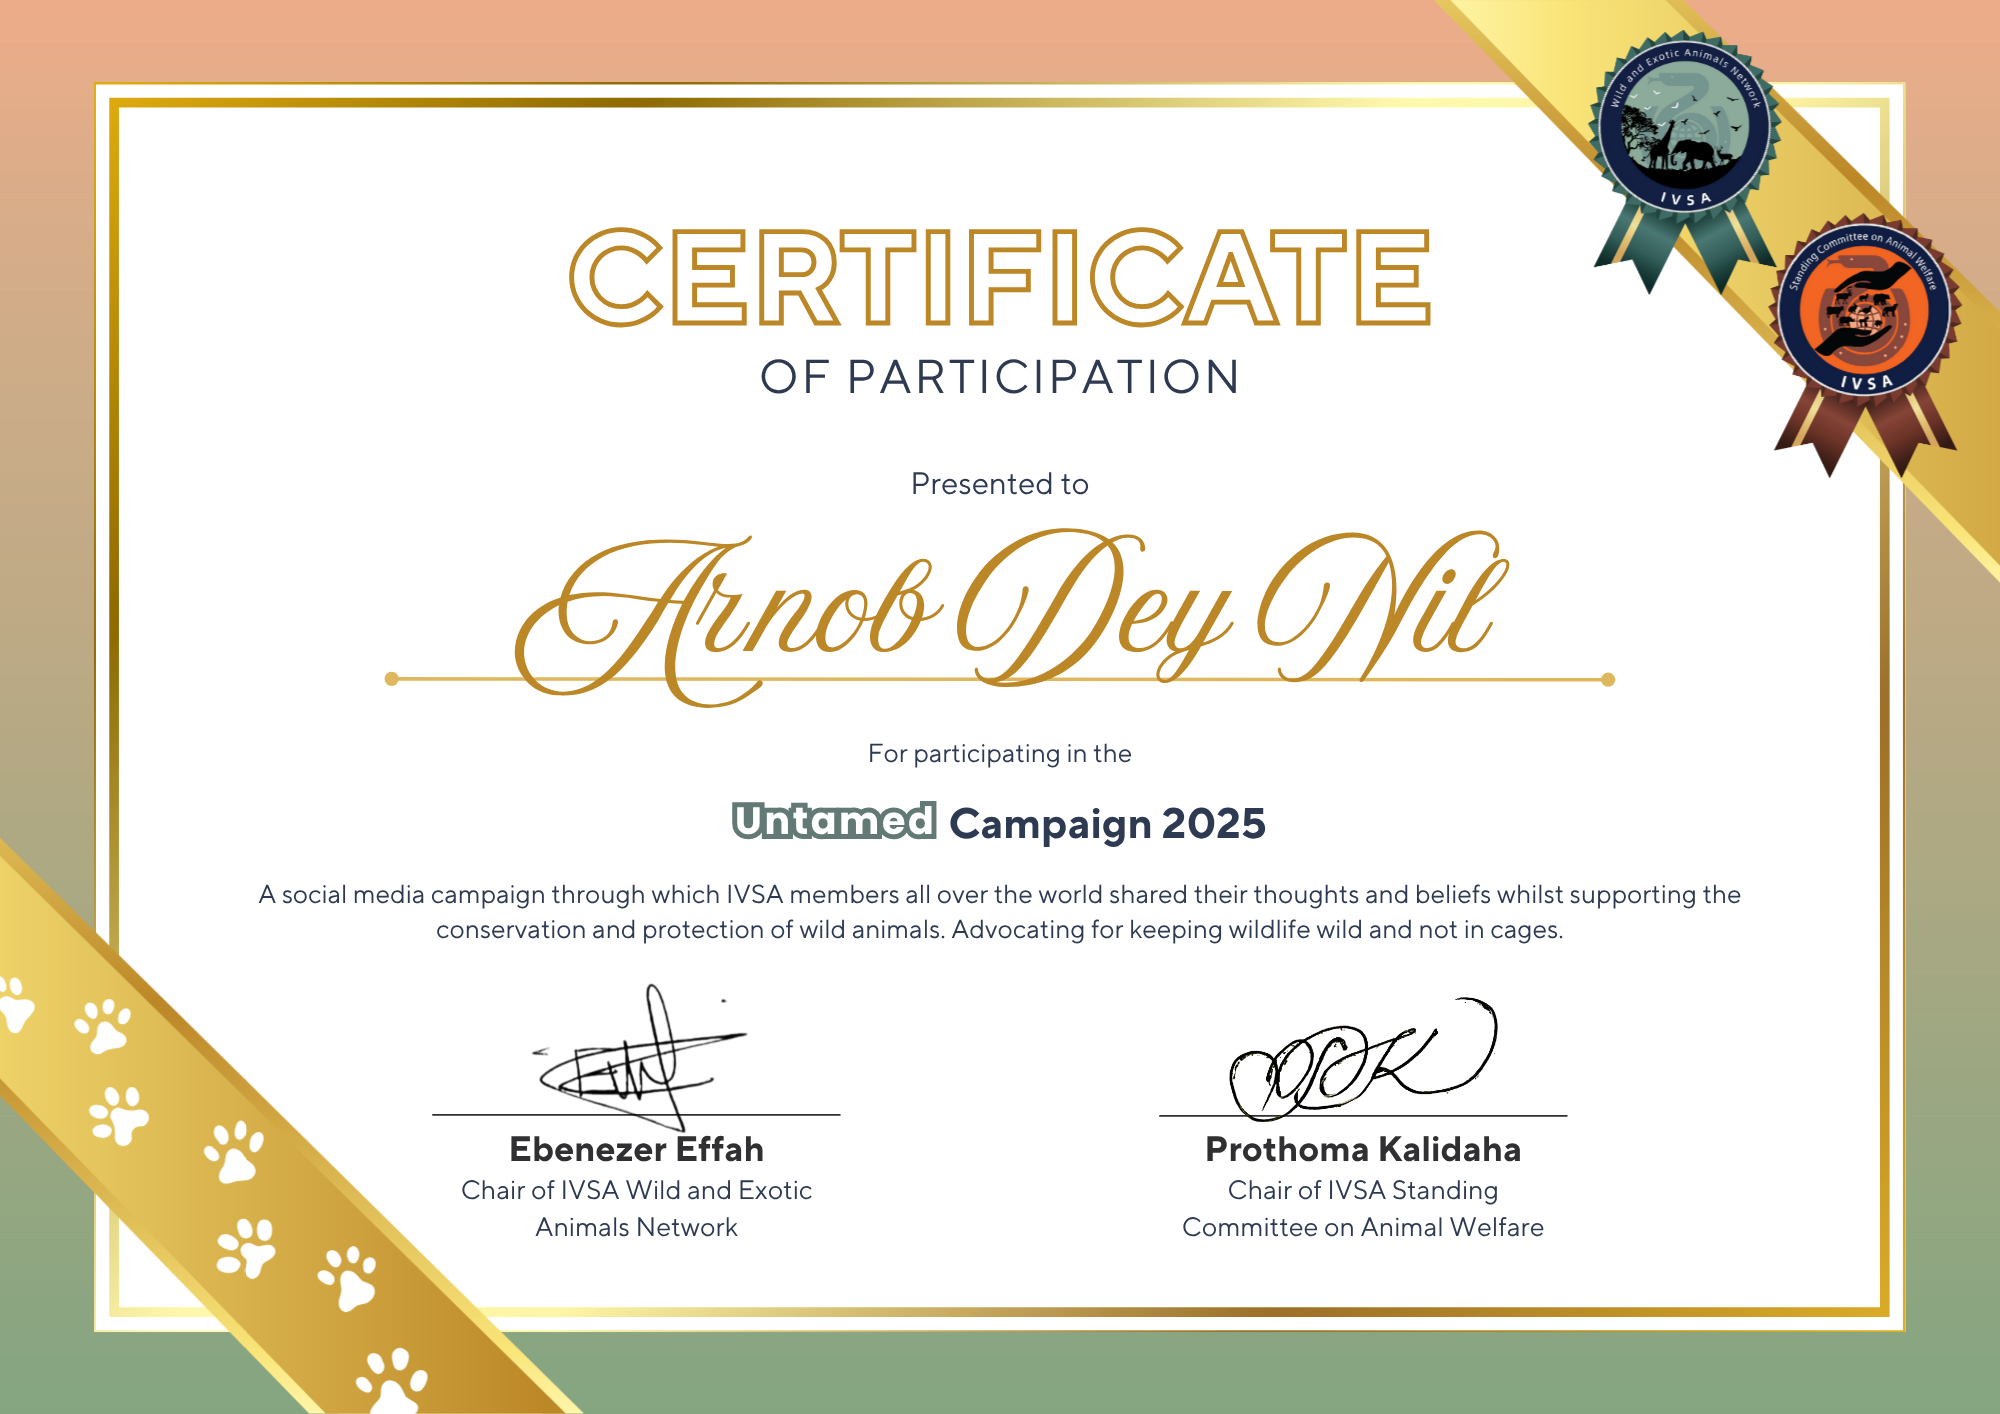 Wild and Exotic Animals Network
IVSA
Standing Committee on Animal Welfare
IVSA
CERTIFICATE
OF PARTICIPATION
Presented to
Arnob Dey Nil
For participating in the
Untamed Campaign 2025
A social media campaign through which IVSA members all over the world shared their thoughts and beliefs whilst supporting the
conservation and protection of wild animals. Advocating for keeping wildlife wild and not in cages.
Ebenezer Effah
Chair of IVSA Wild and Exotic
Animals Network
Prothoma Kalidaha
Chair of IVSA Standing
Committee on Animal Welfare